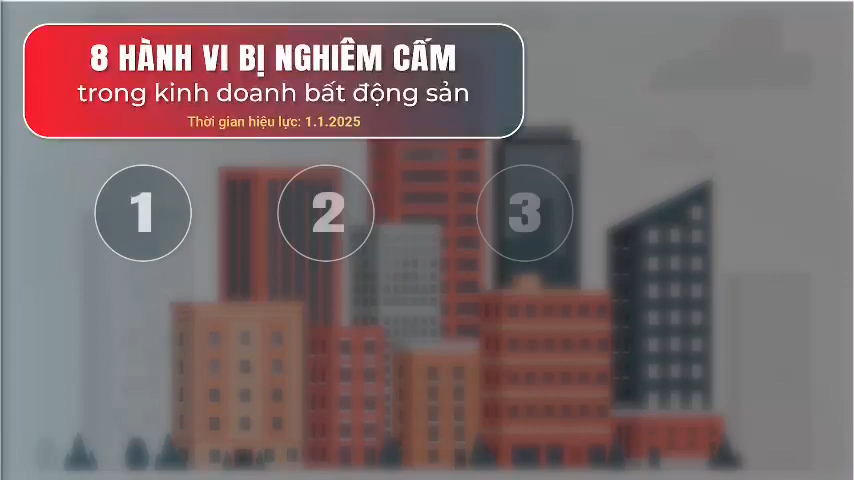 8 HÀNH VI BỊ NGHIÊM CẤM
trong kinh doanh bất động sản
Thời gian hiệu lực: 1.1.2025
1 2 3